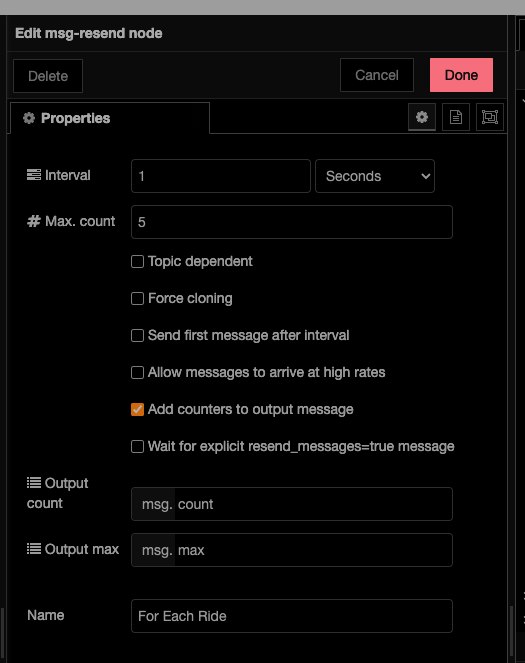 Edit msg-resend node
Delete
Cancel
Done
Properties
Interval
1
Seconds
Max. count
5
Topic dependent
Force cloning
Send first message after interval
Allow messages to arrive at high rates
Add counters to output message
Wait for explicit resend_messages=true message
Output
count
msg. count
Output max
msg. max
Name
For Each Ride